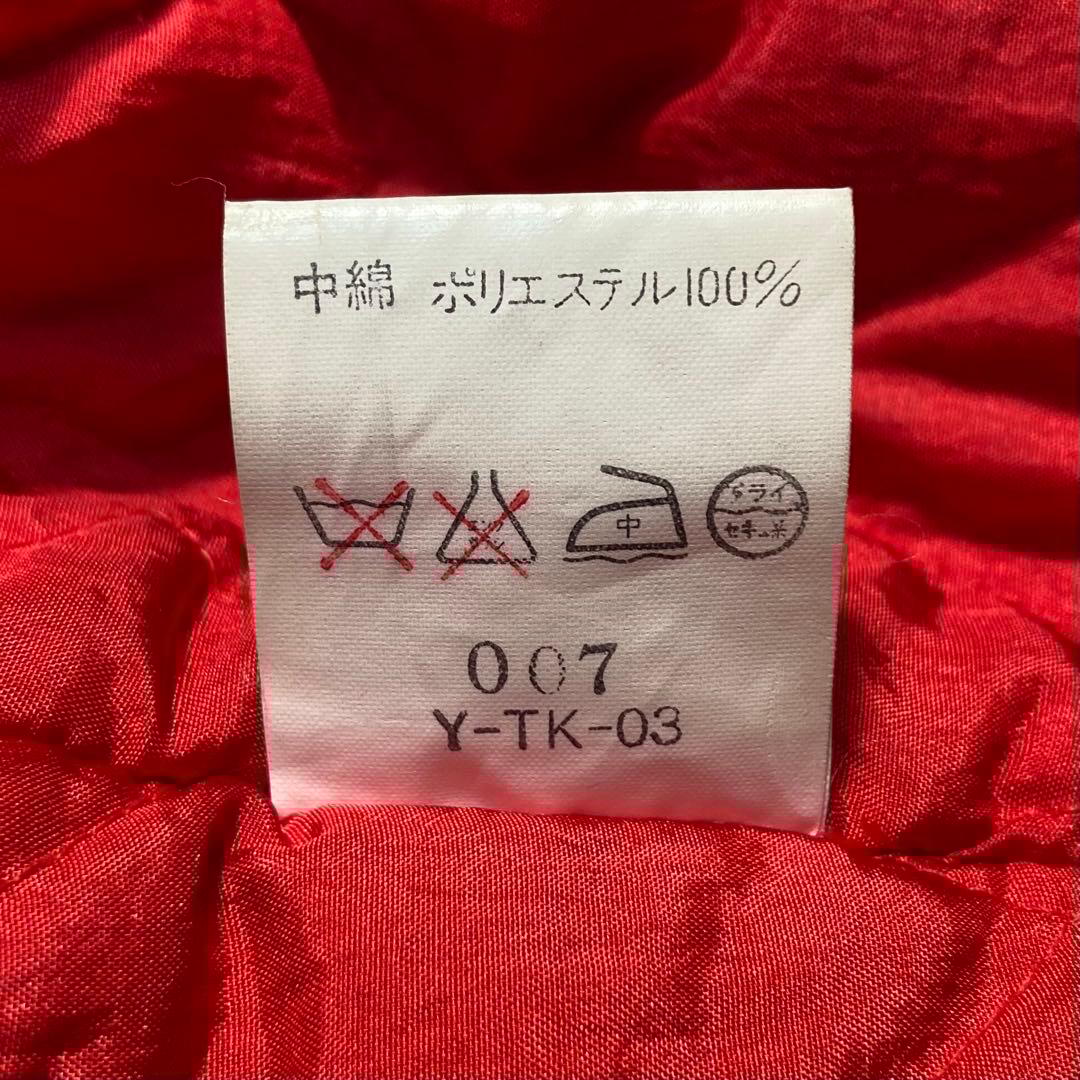 中綿 ポリエステル100%
中
ドライ
セキユ系
007
Y-TK-03